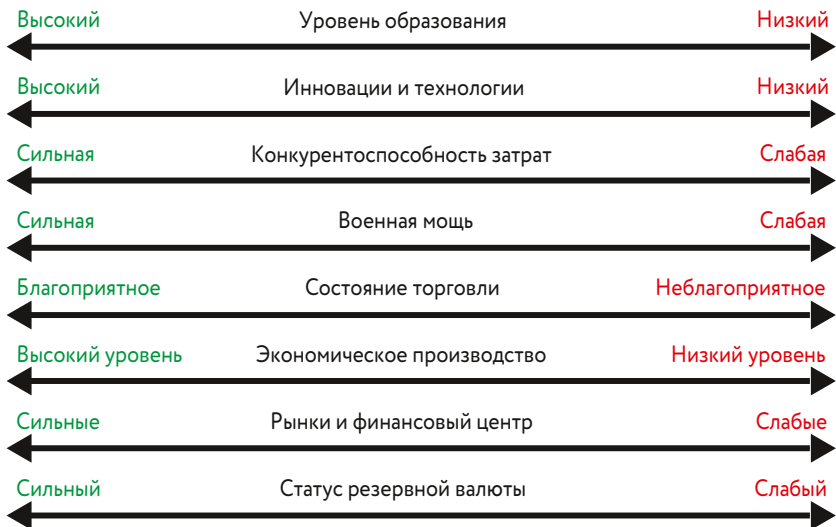 Высокий Уровень образования Низкий
Высокий Инновации и технологии Низкий
Сильная Конкурентоспособность затрат Слабая
Сильная Военная мощь Слабая
Благоприятное Состояние торговли Неблагоприятное
Высокий уровень Экономическое производство Низкий уровень
Сильные Рынки и финансовый центр Слабые
Сильный Статус резервной валюты Слабый